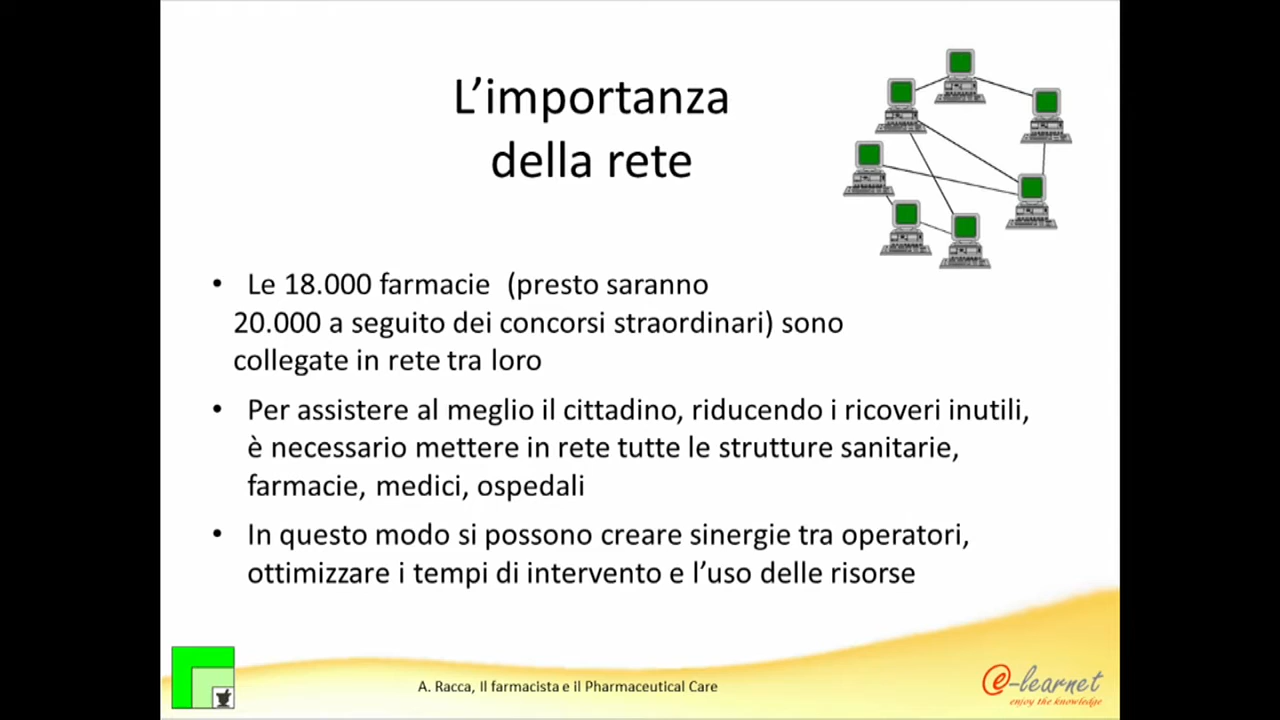 L’importanza
della rete
• Le 18.000 farmacie (presto saranno
20.000 a seguito dei concorsi straordinari) sono
collegate in rete tra loro
• Per assistere al meglio il cittadino, riducendo i ricoveri inutili,
è necessario mettere in rete tutte le strutture sanitarie,
farmacie, medici, ospedali
• In questo modo si possono creare sinergie tra operatori,
ottimizzare i tempi di intervento e l’uso delle risorse
A. Racca, Il farmacista e il Pharmaceutical Care
@-learnet
enjoy the knowledge